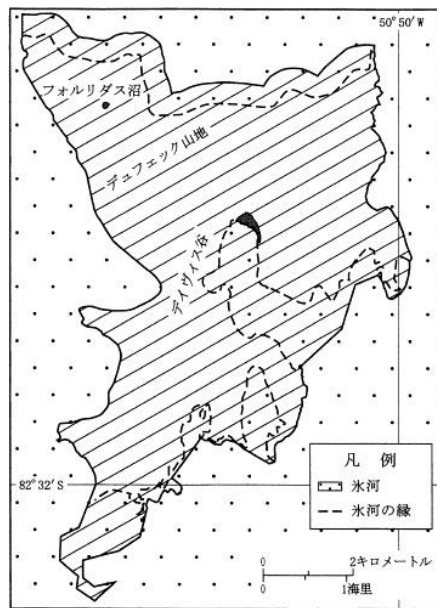 50°50′W
フォルリダス沼
デュフェック山地
デイヴィス谷
凡 例
氷河
氷河の縁
82°32′S
0 2キロメートル
0 1海里